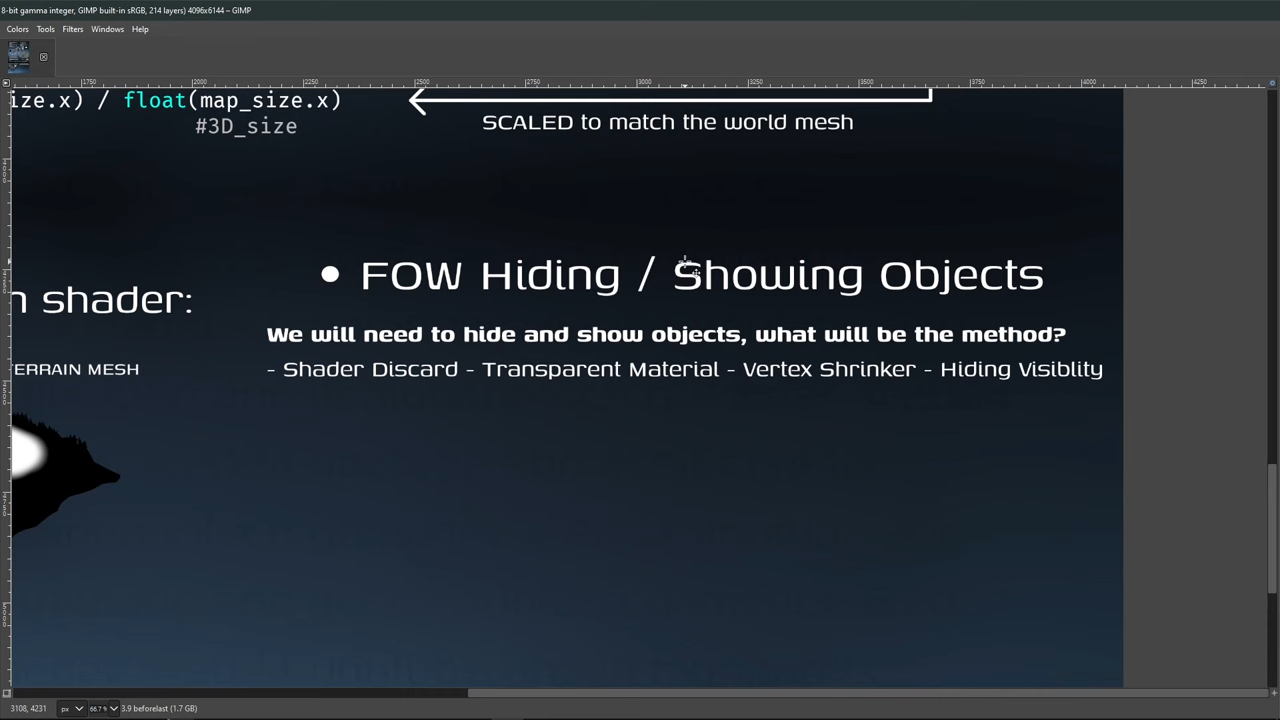 8-bit gamma integer, GIMP built-in sRGB, 214 layers) 4096x6144 – GIMP
Colors Tools Filters Windows Help
1750 2000 2250 2500 2750 3000 3250 3500 3750 4000 4250
ize.x) / float(map_size.x)
#3D_size
SCALED to match the world mesh
• FOW Hiding / Showing Objects
n shader:
We will need to hide and show objects, what will be the method?
ERRAIN MESH
- Shader Discard - Transparent Material - Vertex Shrinker - Hiding Visiblity
3108, 4231 px 66.7 % 3.9 beforelast (1.7 GB)